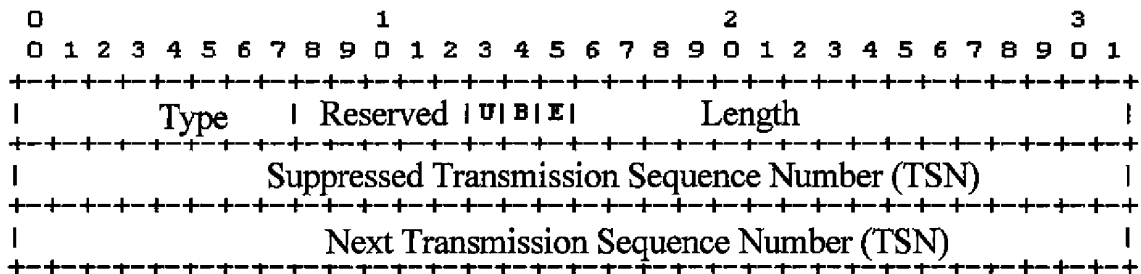 0                   1                   2                   3
0 1 2 3 4 5 6 7 8 9 0 1 2 3 4 5 6 7 8 9 0 1 2 3 4 5 6 7 8 9 0 1
+-+-+-+-+-+-+-+-+-+-+-+-+-+-+-+-+-+-+-+-+-+-+-+-+-+-+-+-+-+-+-+-+
| Type | Reserved |U|B|E| Length |
+-+-+-+-+-+-+-+-+-+-+-+-+-+-+-+-+-+-+-+-+-+-+-+-+-+-+-+-+-+-+-+-+
| Suppressed Transmission Sequence Number (TSN) |
+-+-+-+-+-+-+-+-+-+-+-+-+-+-+-+-+-+-+-+-+-+-+-+-+-+-+-+-+-+-+-+-+
| Next Transmission Sequence Number (TSN) |
+-+-+-+-+-+-+-+-+-+-+-+-+-+-+-+-+-+-+-+-+-+-+-+-+-+-+-+-+-+-+-+-+